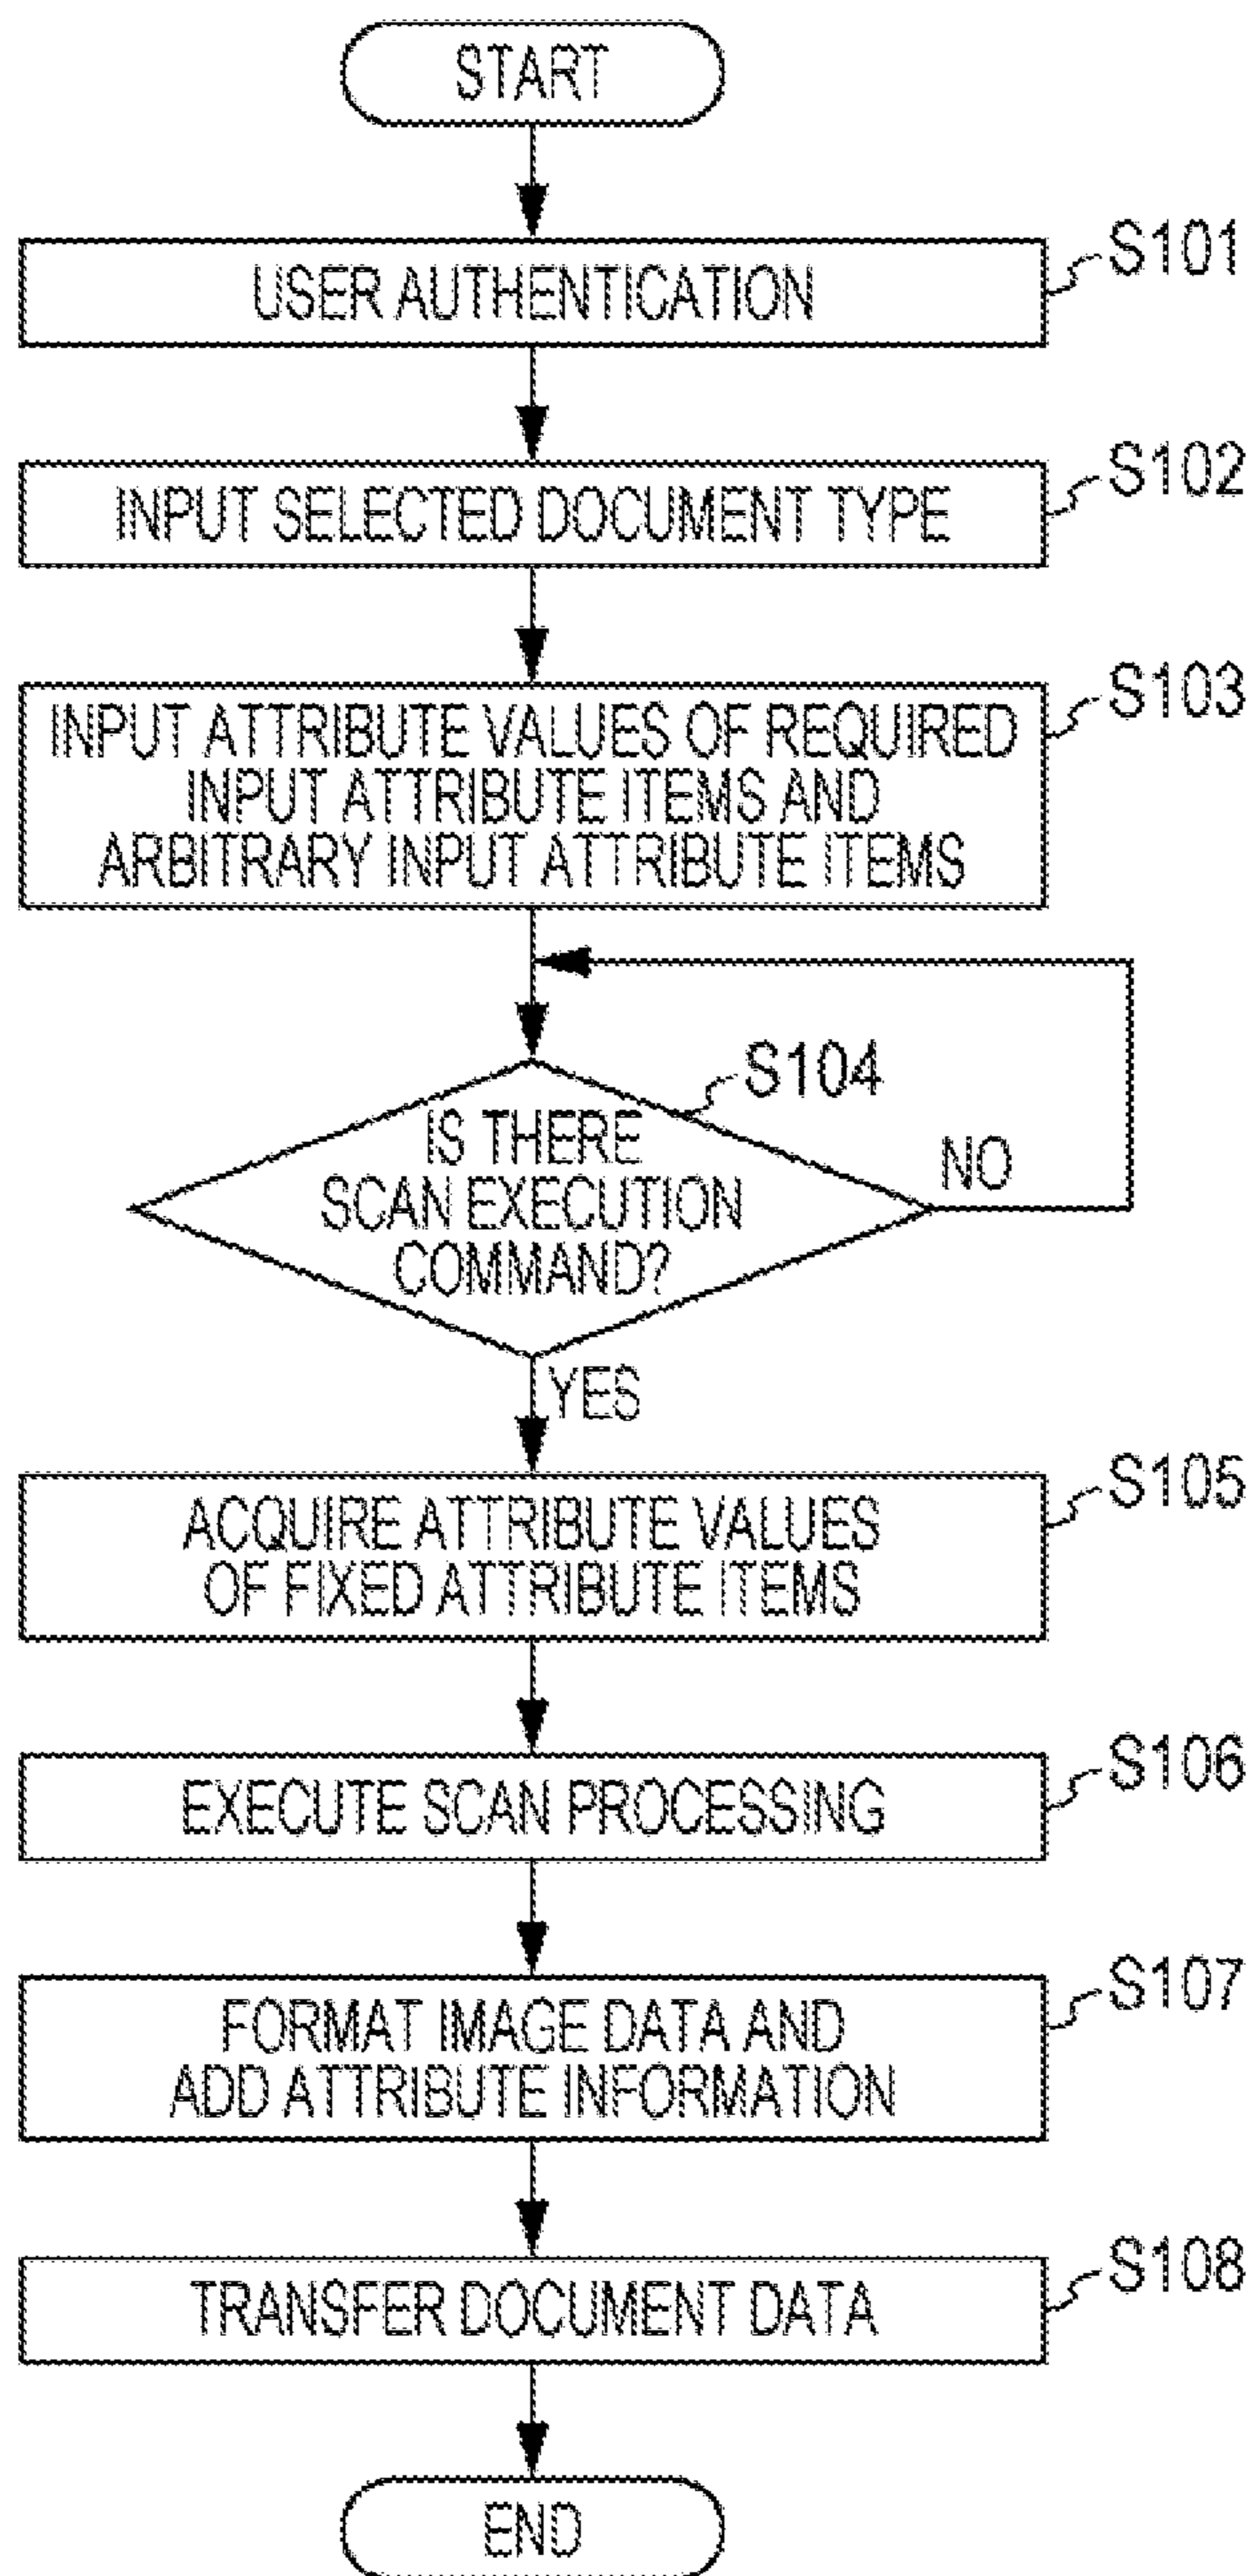 START
S101
USER AUTHENTICATION
S102
INPUT SELECTED DOCUMENT TYPE
S103
INPUT ATTRIBUTE VALUES OF REQUIRED
INPUT ATTRIBUTE ITEMS AND
ARBITRARY INPUT ATTRIBUTE ITEMS
S104
IS THERE
SCAN EXECUTION
COMMAND?
NO
YES
S105
ACQUIRE ATTRIBUTE VALUES
OF FIXED ATTRIBUTE ITEMS
S106
EXECUTE SCAN PROCESSING
S107
FORMAT IMAGE DATA AND
ADD ATTRIBUTE INFORMATION
S108
TRANSFER DOCUMENT DATA
END